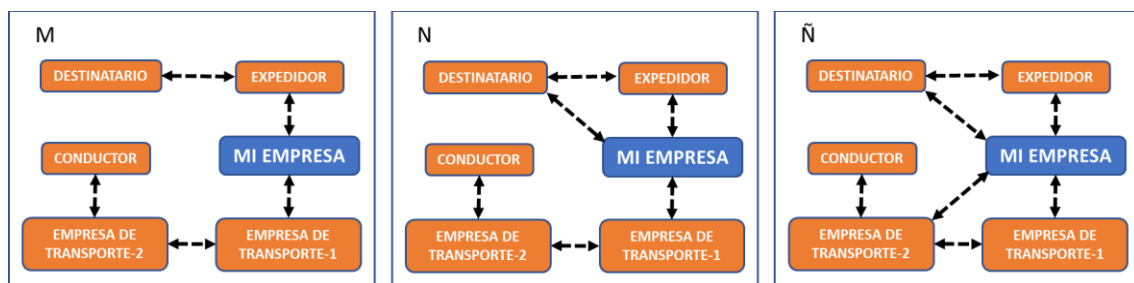 M
DESTINATARIO
EXPEDIDOR
MI EMPRESA
CONDUCTOR
EMPRESA DE
TRANSPORTE-2
EMPRESA DE
TRANSPORTE-1
N
DESTINATARIO
EXPEDIDOR
MI EMPRESA
CONDUCTOR
EMPRESA DE
TRANSPORTE-2
EMPRESA DE
TRANSPORTE-1
Ñ
DESTINATARIO
EXPEDIDOR
MI EMPRESA
CONDUCTOR
EMPRESA DE
TRANSPORTE-2
EMPRESA DE
TRANSPORTE-1